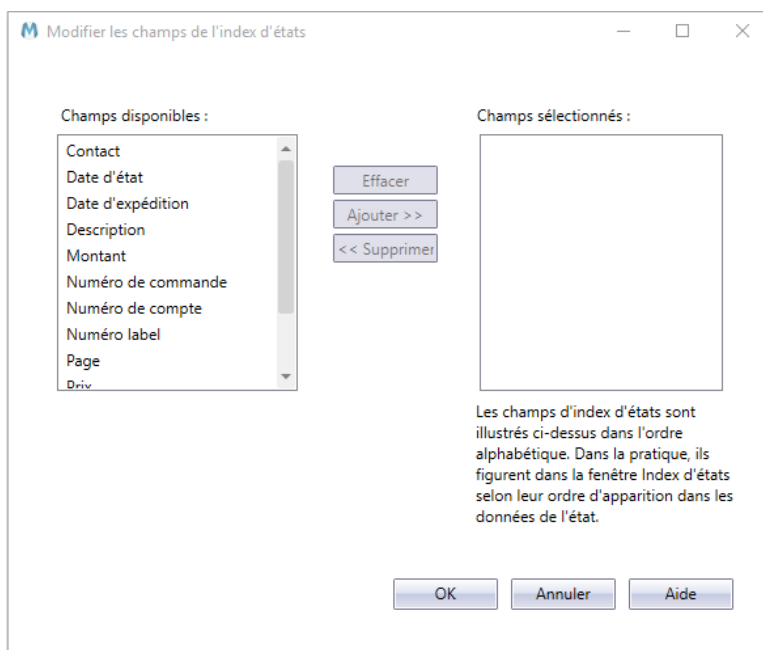 Modifier les champs de l'index d'états
Champs disponibles :
Contact
Date d'état
Date d'expédition
Description
Montant
Numéro de commande
Numéro de compte
Numéro label
Page
Prix
Effacer
Ajouter >>
<< Supprimer
Champs sélectionnés :
Les champs d'index d'états sont
illustrés ci-dessus dans l'ordre
alphabétique. Dans la pratique, ils
figurent dans la fenêtre Index d'états
selon leur ordre d'apparition dans les
données de l'état.
OK
Annuler
Aide